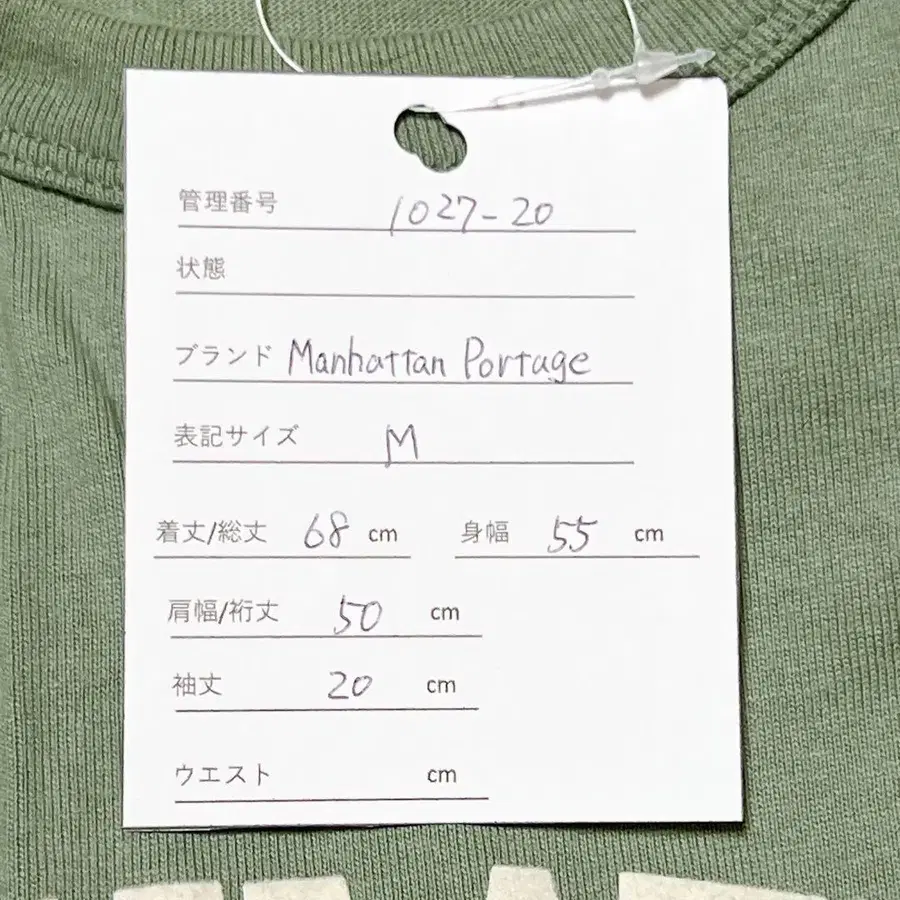 管理番号 1027-20
状態
ブランド Manhattan Portage
表記サイズ M
着丈/総丈 68 cm 身幅 55 cm
肩幅/裄丈 50 cm
袖丈 20 cm
ウエスト cm